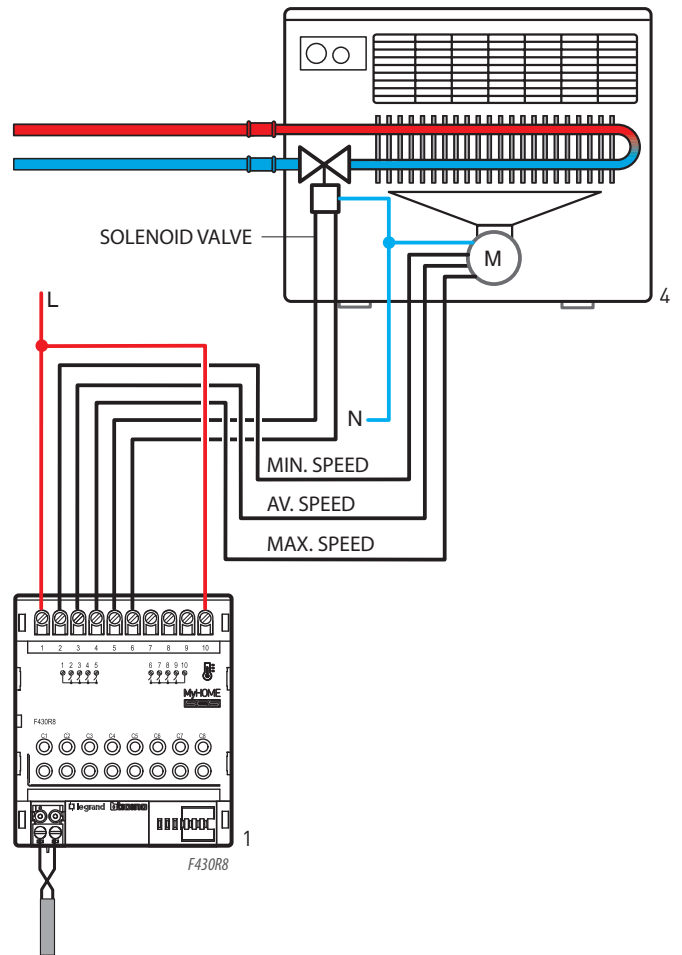 SOLENOID VALVE
M
4
L
N
MIN. SPEED
AV. SPEED
MAX. SPEED
1 2 3 4 5 6 7 8 9 10
1 2 3 4 5 6 7 8 9 10
MyHOME
F430R8
C1 C2 C3 C4 C5 C6 C7 C8
legrand bticino
1
F430R8